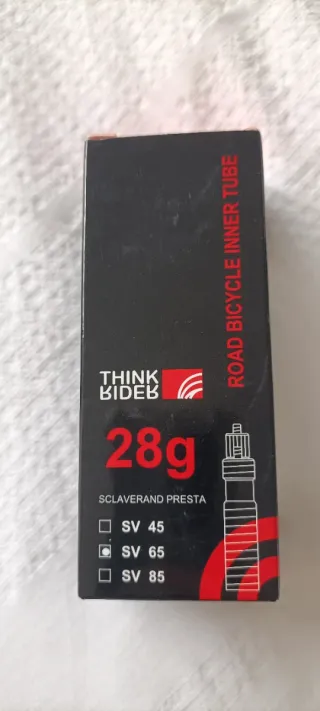 ROAD BICYCLE INNER TUBE
THINK
RIDER
28g
SCLAVERAND PRESTA
SV 45
SV 65
SV 85